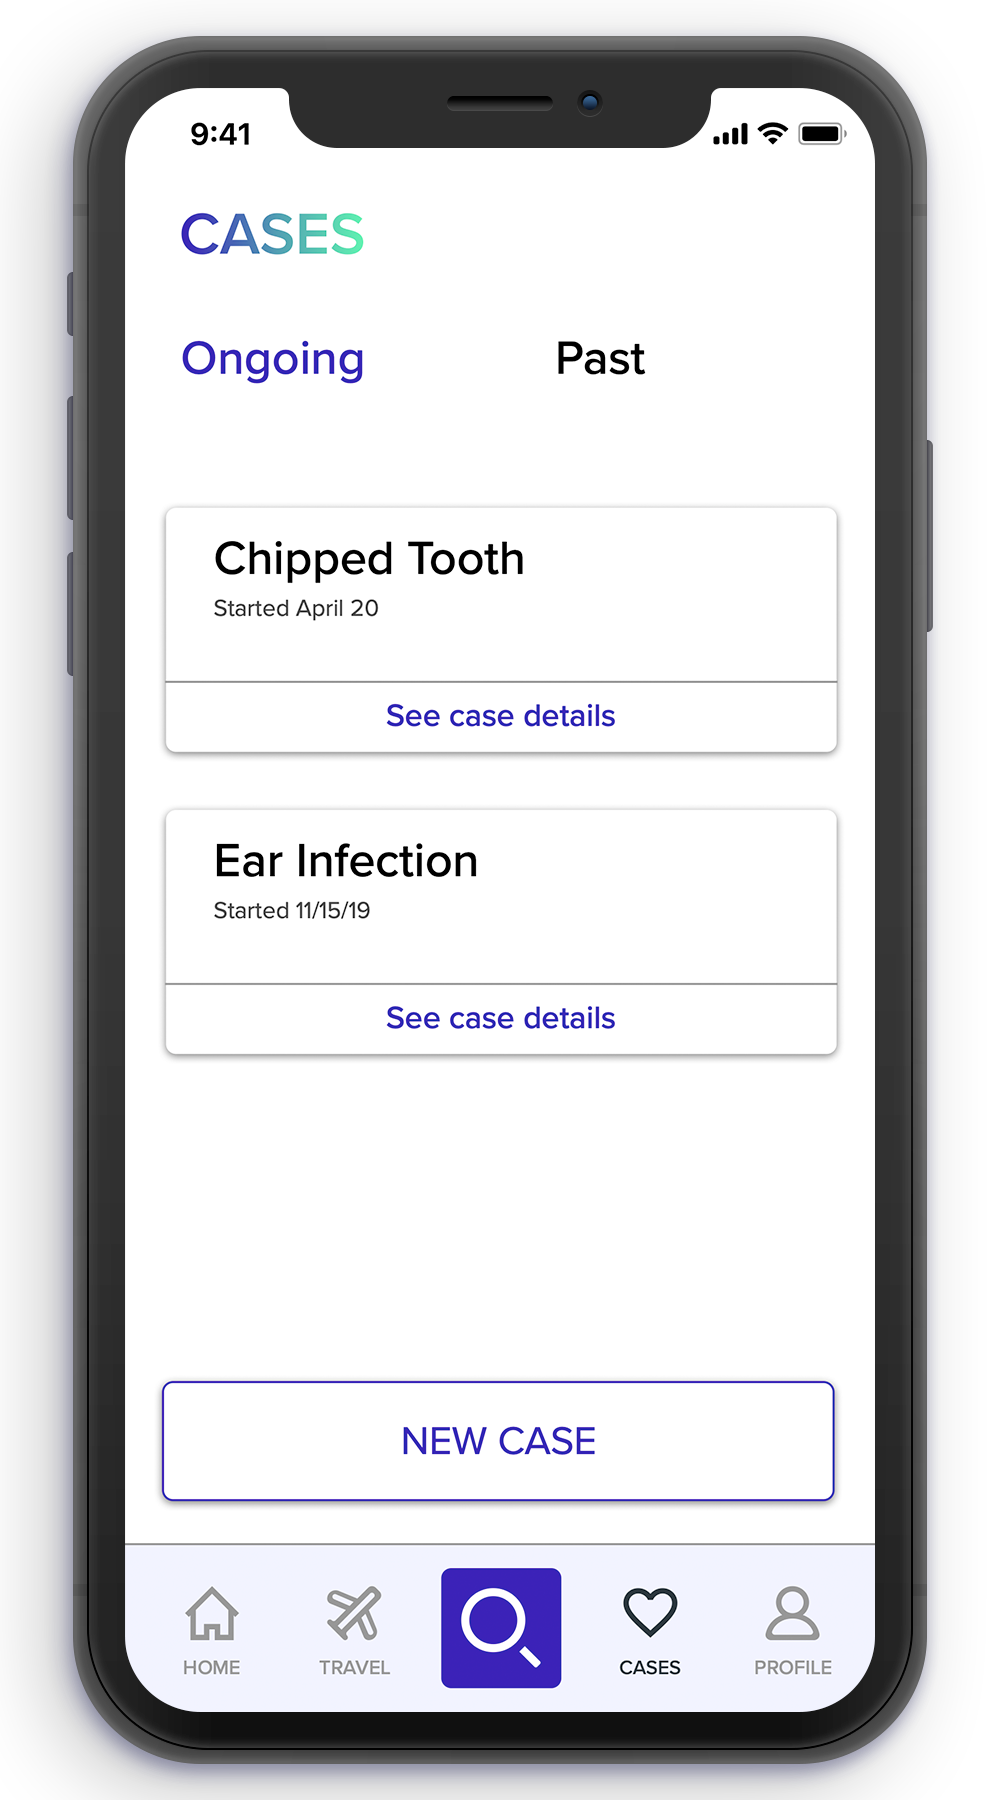 9:41
CASES
Ongoing Past
Chipped Tooth
Started April 20
See case details
Ear Infection
Started 11/15/19
See case details
NEW CASE
HOME TRAVEL CASES PROFILE